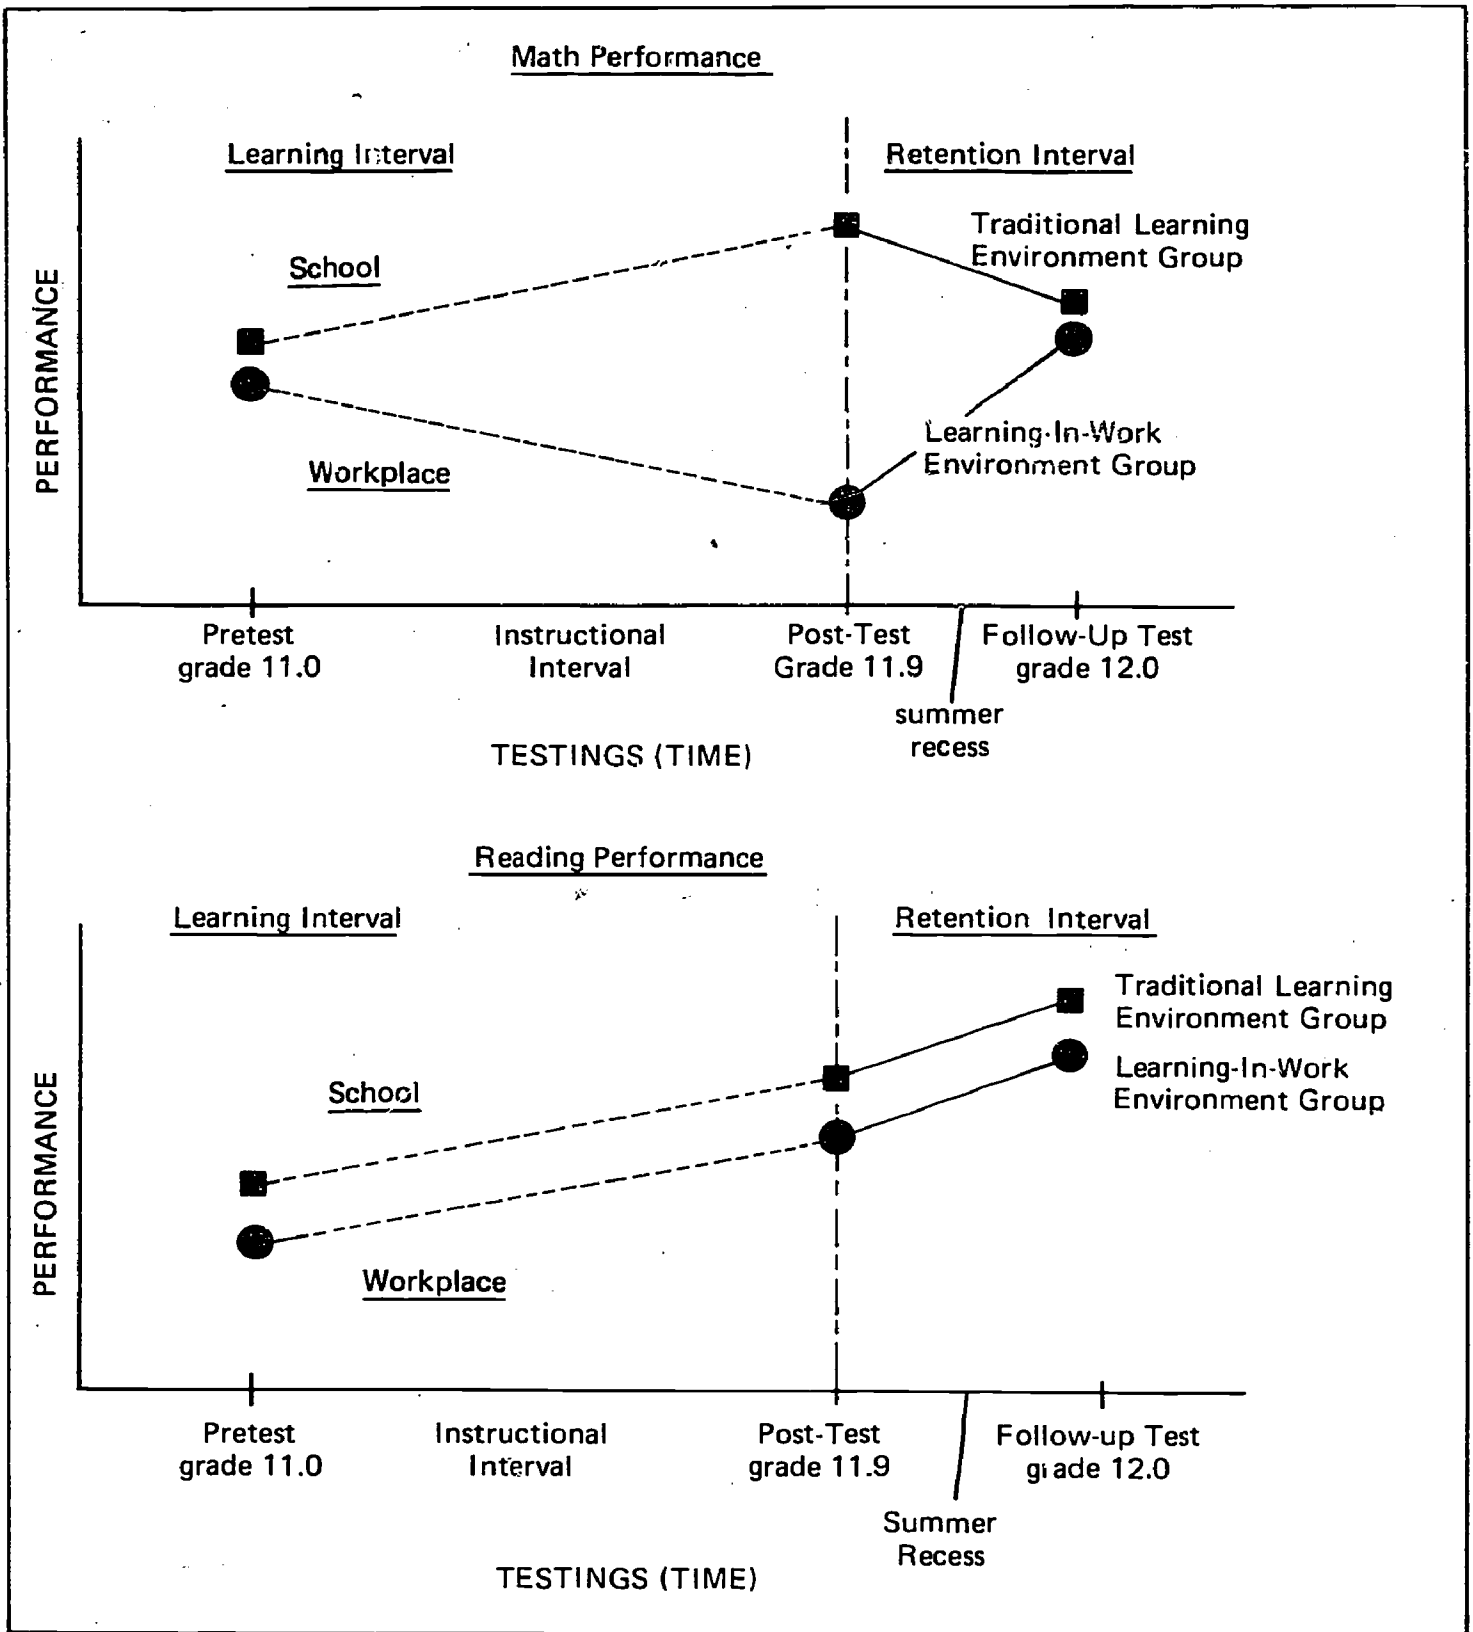 Math Performance
Learning Interval
Retention Interval
Traditional Learning
Environment Group
School
PERFORMANCE
Learning-In-Work
Environment Group
Workplace
Pretest
grade 11.0
Instructional
Interval
Post-Test
Grade 11.9
Follow-Up Test
grade 12.0
summer
recess
TESTINGS (TIME)
Reading Performance
Learning Interval
Retention Interval
Traditional Learning
Environment Group
Learning-In-Work
Environment Group
School
PERFORMANCE
Workplace
Pretest
grade 11.0
Instructional
Interval
Post-Test
grade 11.9
Follow-up Test
grade 12.0
Summer
Recess
TESTINGS (TIME)